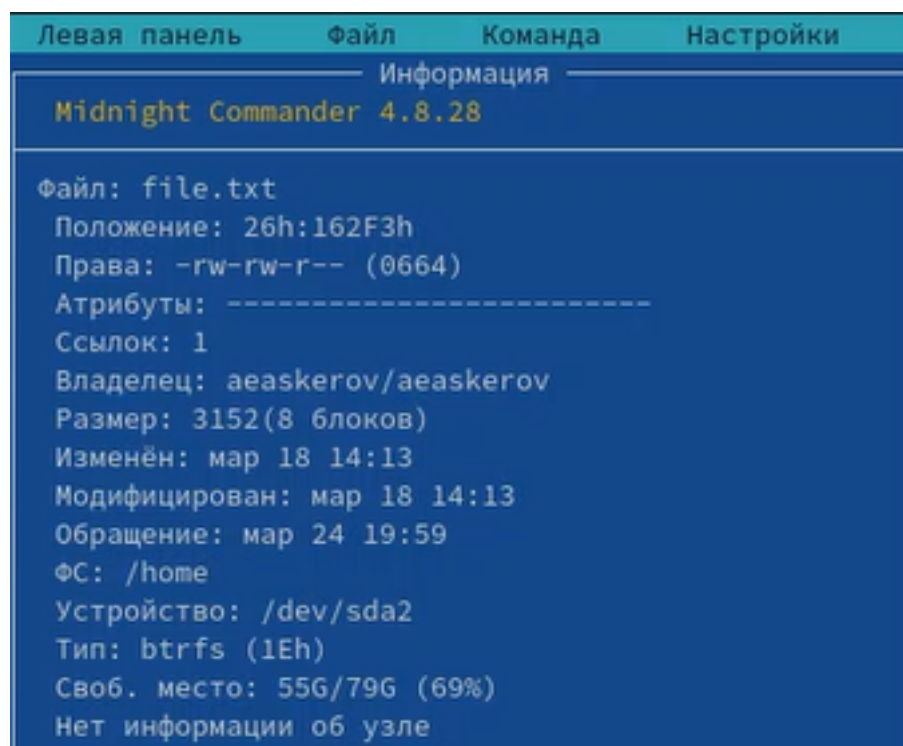 Левая панель Файл Команда Настройки
Информация
Midnight Commander 4.8.28
Файл: file.txt
Положение: 26h:162F3h
Права: -rw-rw-r-- (0664)
Атрибуты: -------------------------
Ссылок: 1
Владелец: aeaskerov/aeaskerov
Размер: 3152(8 блоков)
Изменён: мар 18 14:13
Модифицирован: мар 18 14:13
Обращение: мар 24 19:59
ФС: /home
Устройство: /dev/sda2
Тип: btrfs (1Eh)
Своб. место: 55G/79G (69%)
Нет информации об узле